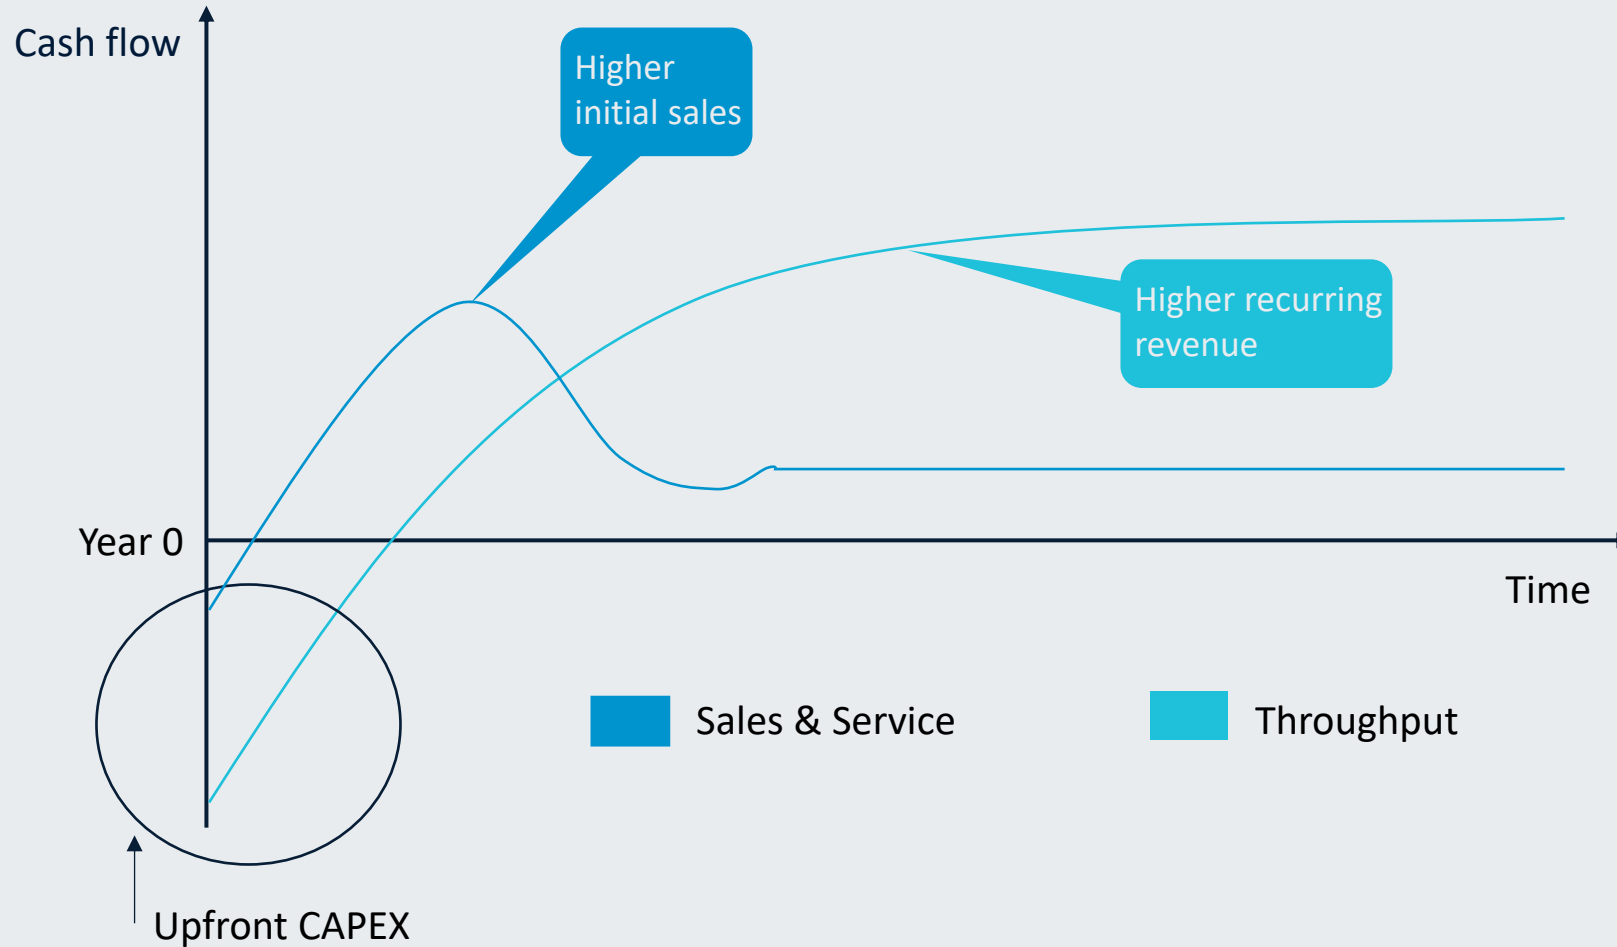 Cash flow
Higher
initial sales
Higher recurring
revenue
Year 0
Time
Sales & Service
Throughput
Upfront CAPEX